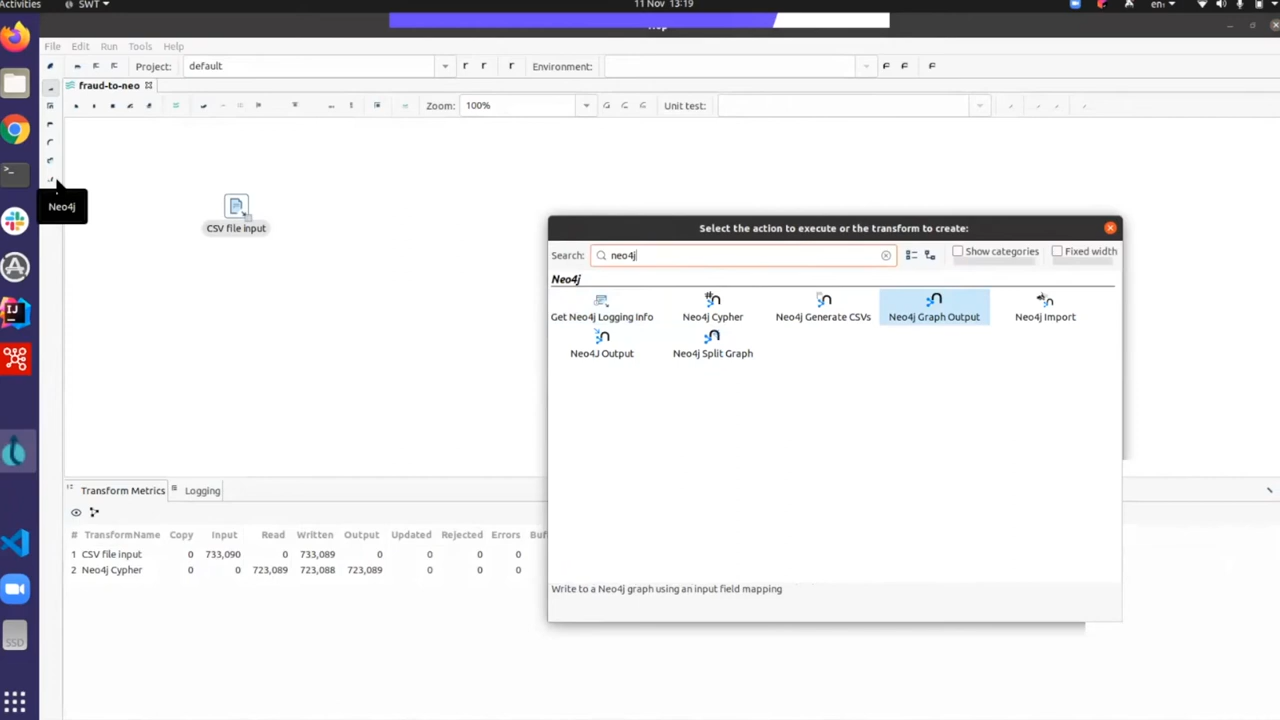 Activities SWT 11 Nov 13:19 en
Hop
File Edit Run Tools Help
Project: default Environment:
fraud-to-neo
Zoom: 100% Unit test:
Neo4j
CSV file input
Select the action to execute or the transform to create:
Search: neo4j Show categories Fixed width
Neo4j
Get Neo4j Logging Info Neo4j Cypher Neo4j Generate CSVs Neo4j Graph Output Neo4j Import
Neo4J Output Neo4j Split Graph
Transform Metrics Logging
# TransformName Copy Input Read Written Output Updated Rejected Errors
1 CSV file input 0 733,090 0 733,089 0 0 0 0
2 Neo4j Cypher 0 0 723,089 723,088 723,089 0 0 0
Write to a Neo4j graph using an input field mapping
SSD